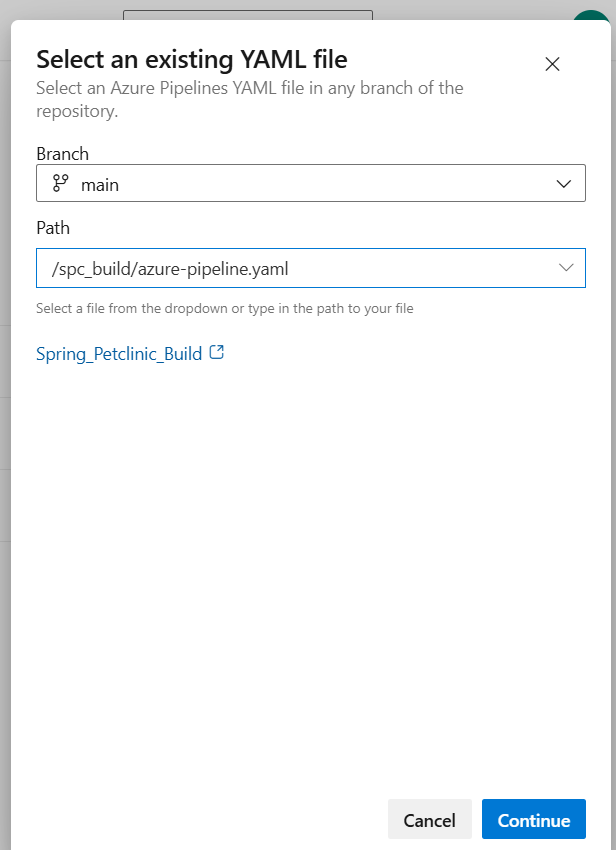 Select an existing YAML file
Select an Azure Pipelines YAML file in any branch of the
repository.
Branch
main
Path
/spc_build/azure-pipeline.yaml
Select a file from the dropdown or type in the path to your file
Spring_Petclinic_Build
Cancel
Continue